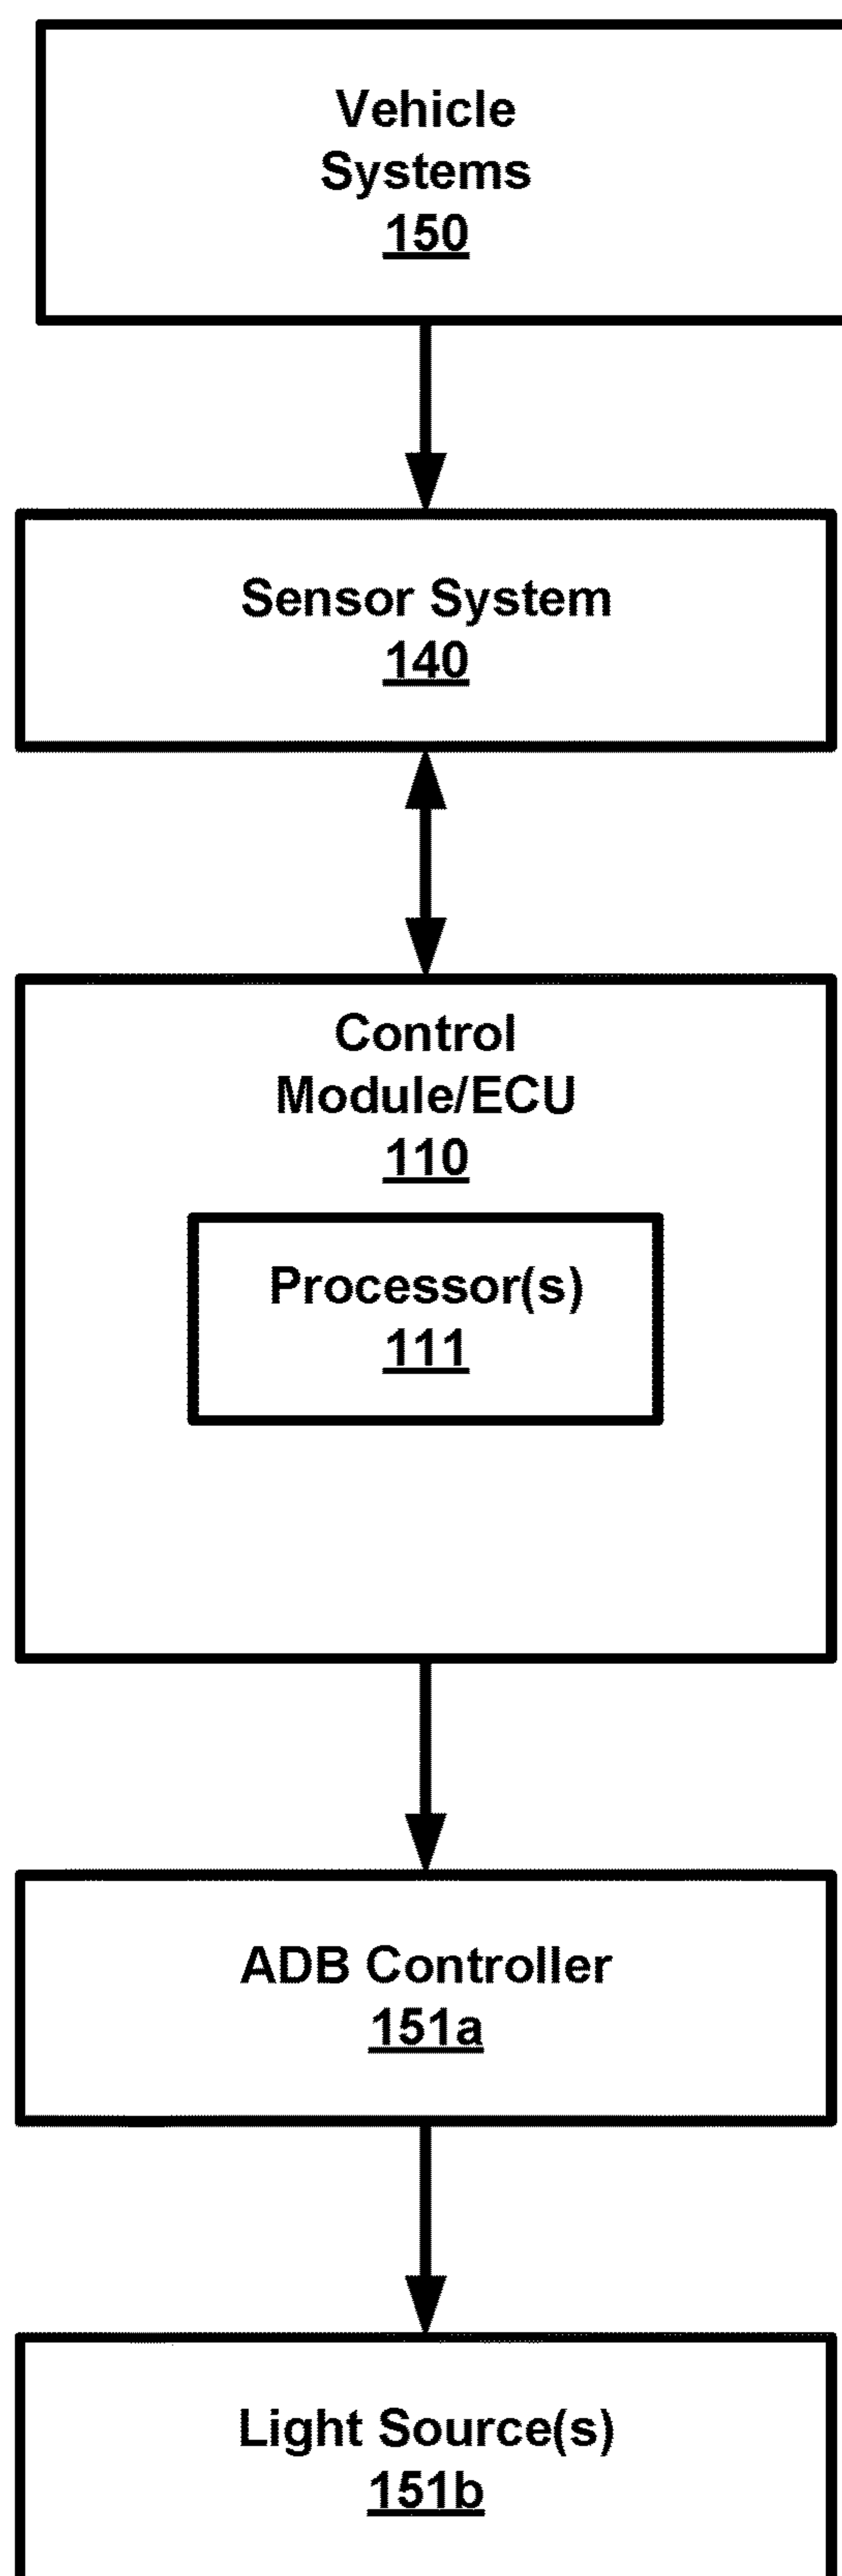 Vehicle
Systems
150
Sensor System
140
Control
Module/ECU
110
Processor(s)
111
ADB Controller
151a
Light Source(s)
151b